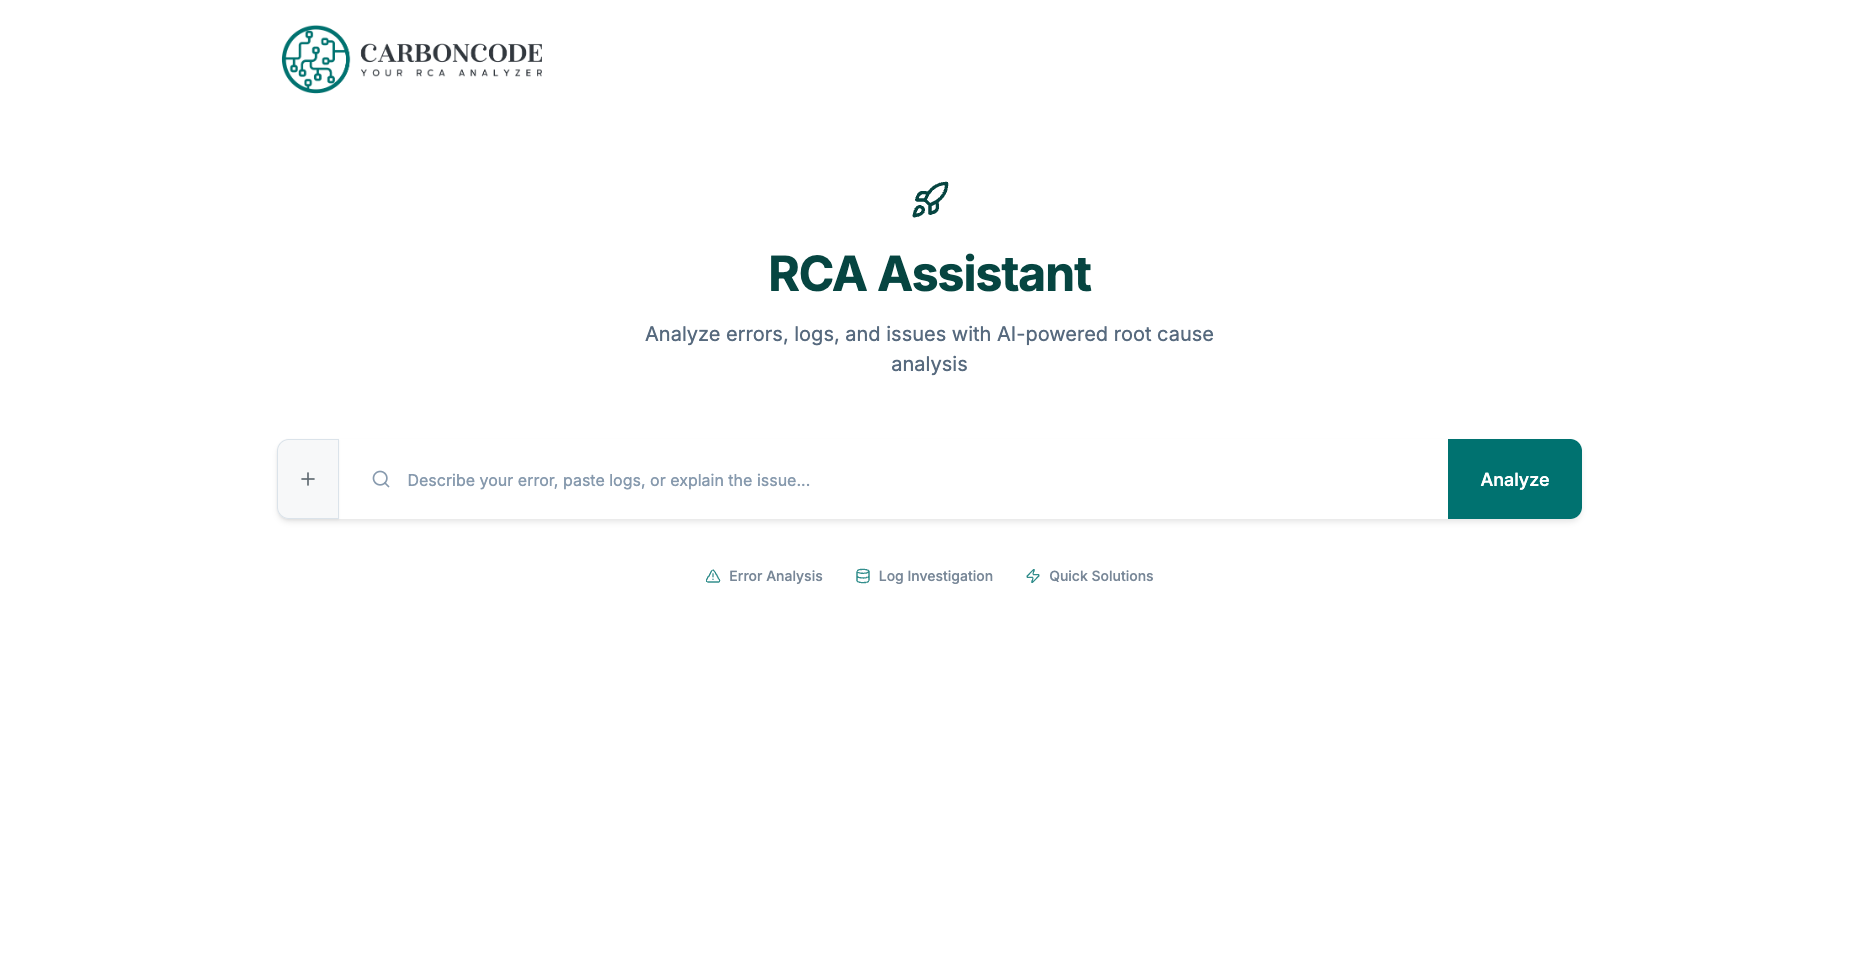 CARBONCODE
YOUR RCA ANALYZER
RCA Assistant
Analyze errors, logs, and issues with AI-powered root cause
analysis
Describe your error, paste logs, or explain the issue...
Analyze
Error Analysis
Log Investigation
Quick Solutions